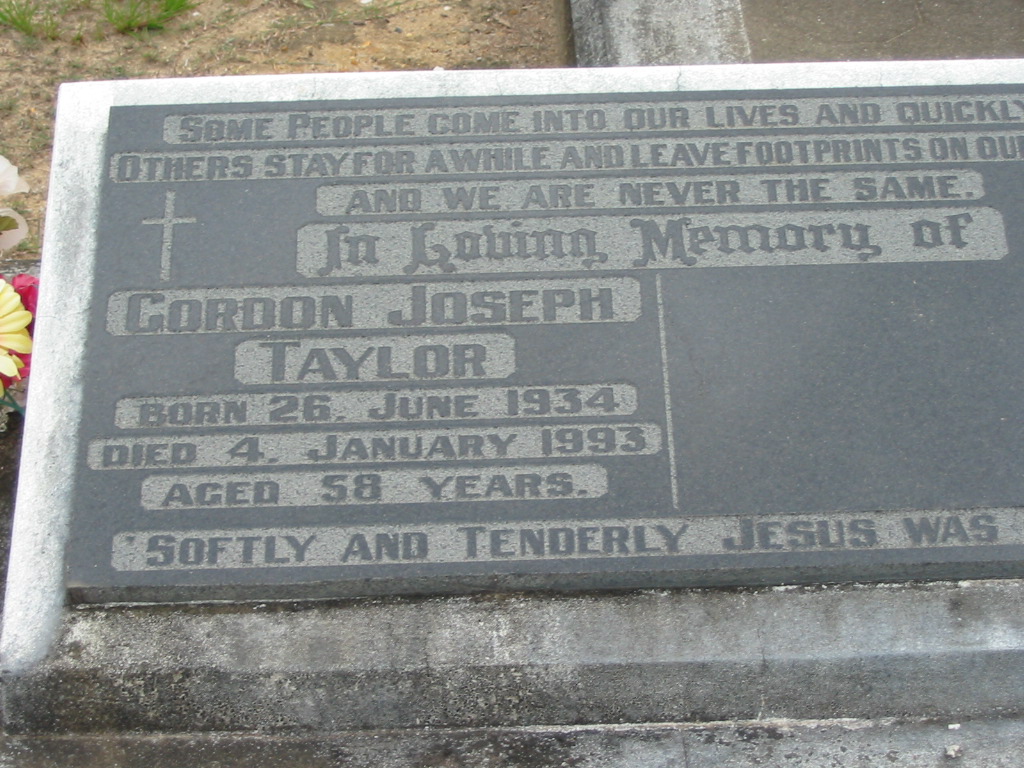 SOME PEOPLE COME INTO OUR LIVES AND QUICKLY
OTHERS STAY FOR AWHILE AND LEAVE FOOTPRINTS ON OUR
AND WE ARE NEVER THE SAME.
In Loving Memory of
GORDON JOSEPH
TAYLOR
BORN 26. JUNE 1934
DIED 4. JANUARY 1993
AGED 58 YEARS.
"SOFTLY AND TENDERLY JESUS WAS